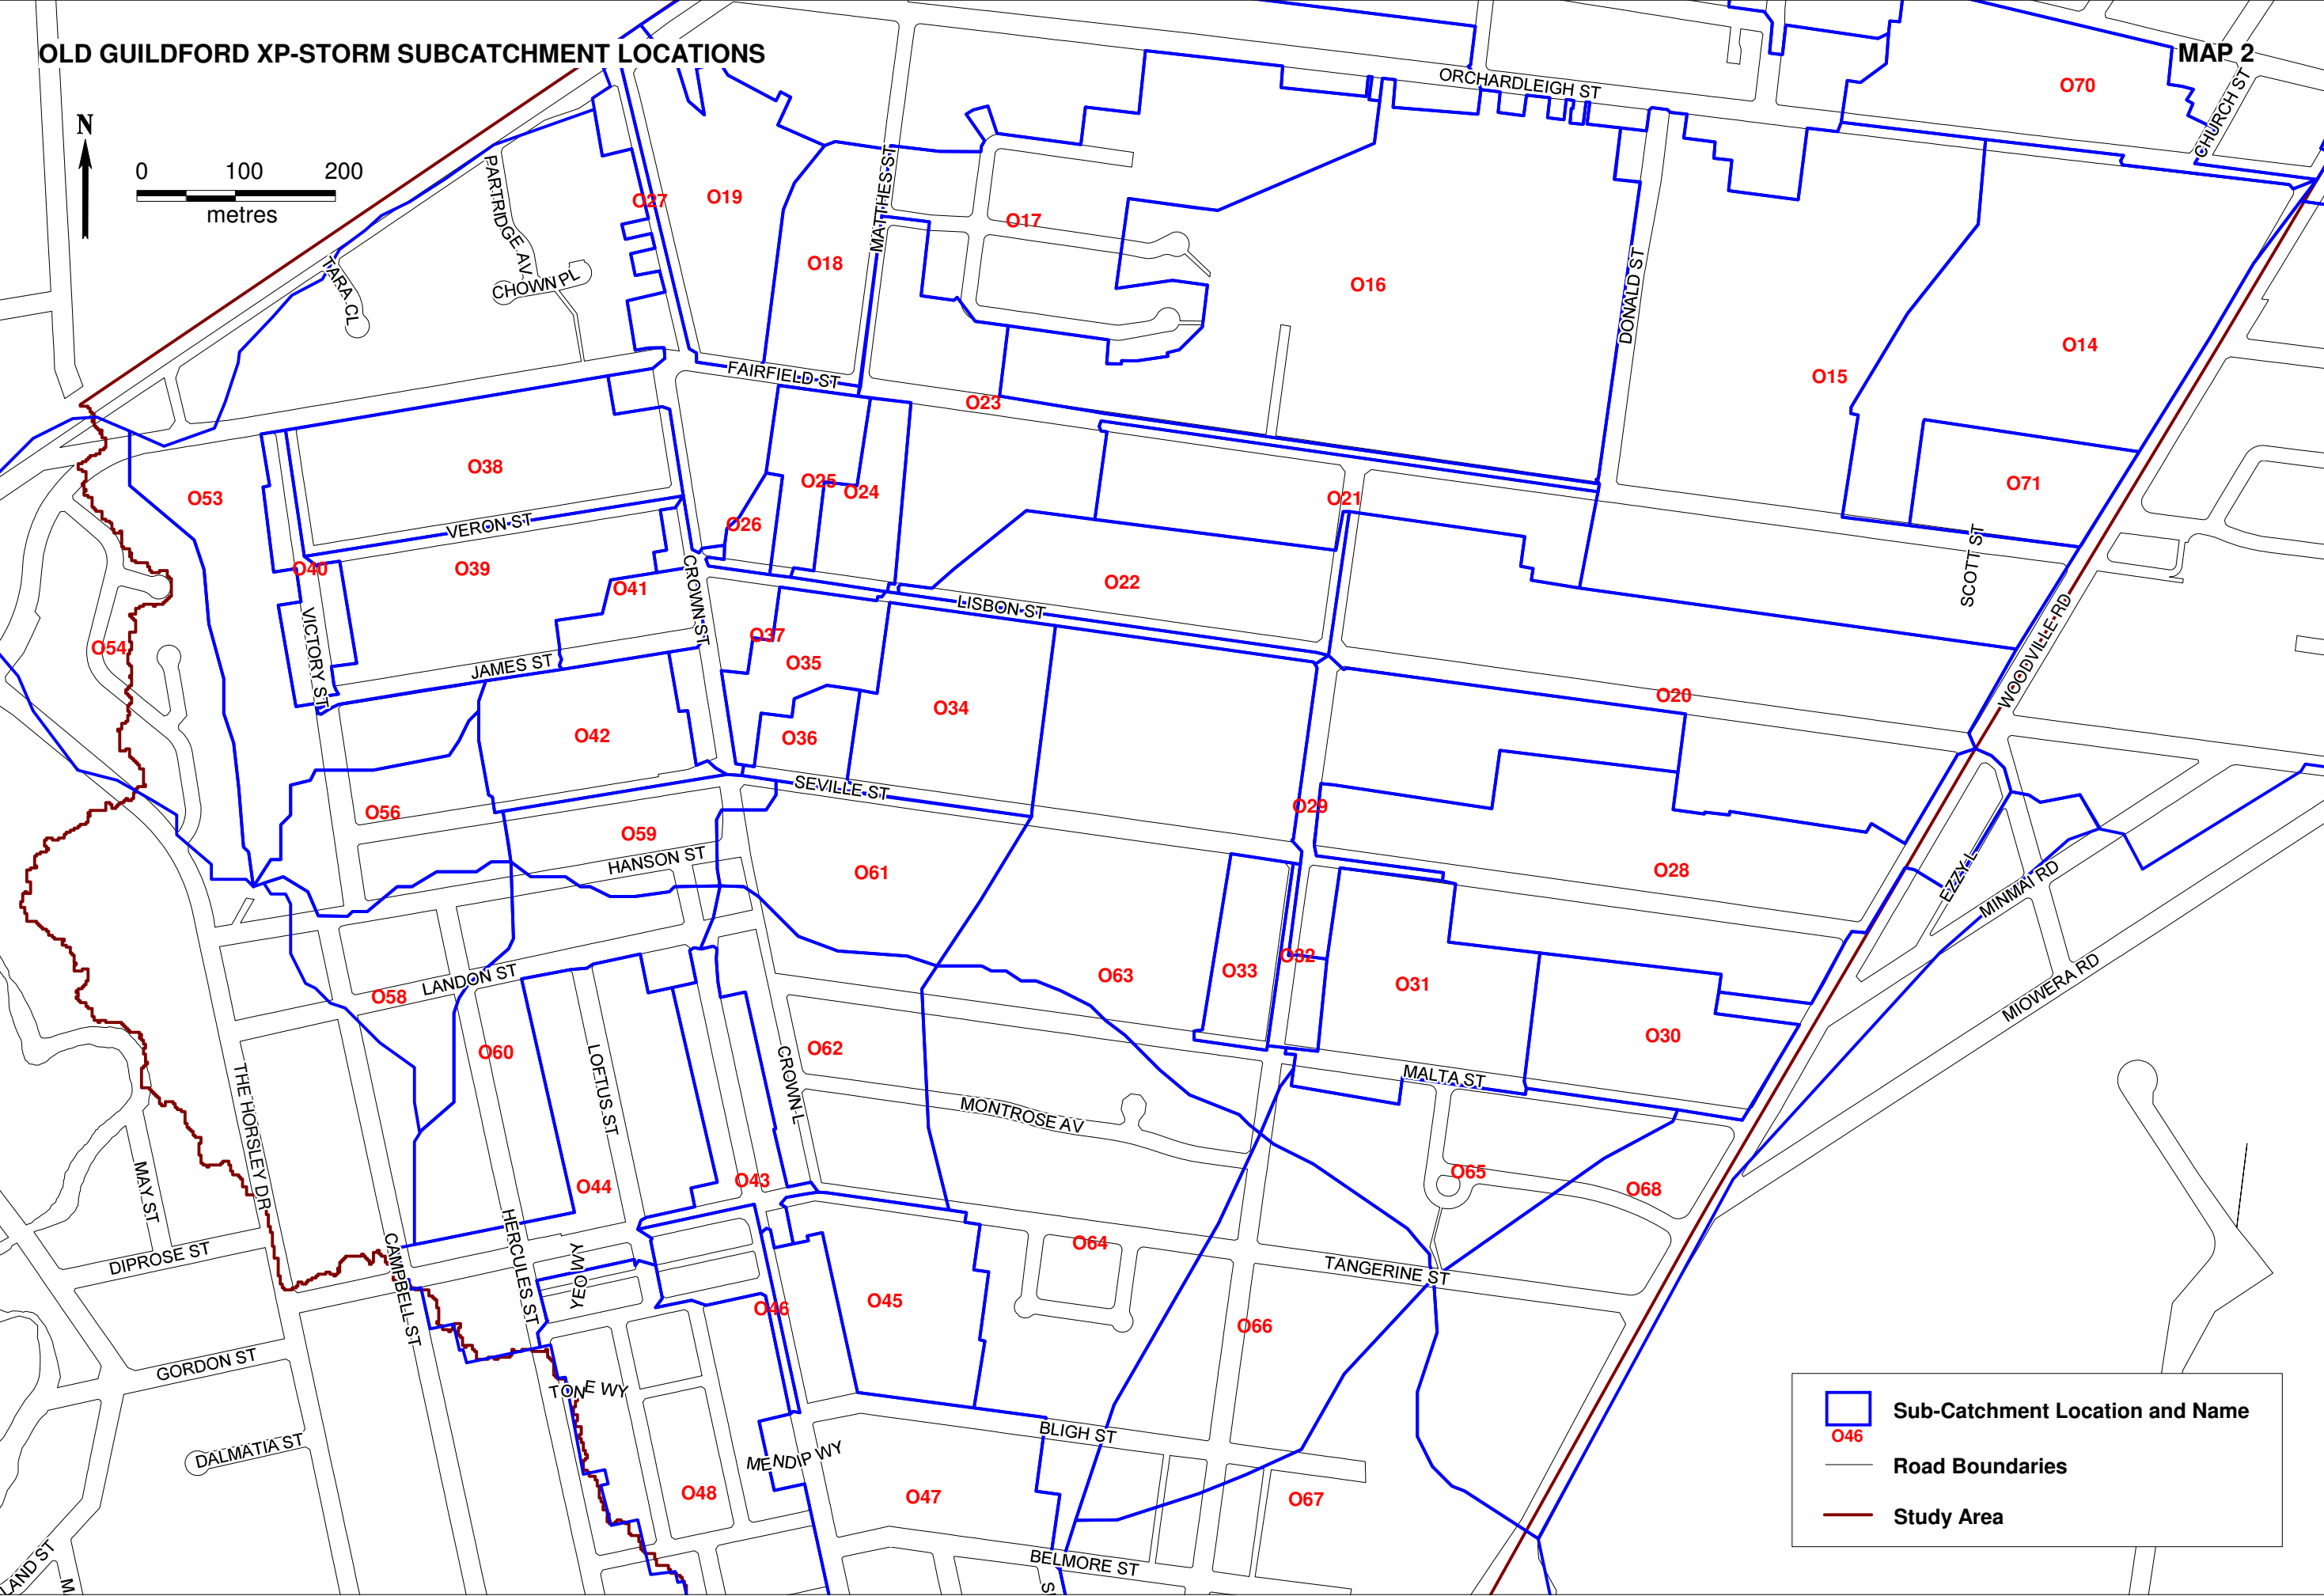 OLD GUILDFORD XP-STORM SUBCATCHMENT LOCATIONS
MAP 2
N
0 100 200
metres
ORCHARDLEIGH ST
O70
CHURCH ST
PARTRIDGE AV
O27
O19
MATTHES ST
O17
O18
TARA CL
CHOWN PL
O16
DONALD ST
O14
O15
FAIRFIELD ST
O23
O38
O53
O25
O24
O21
O71
O26
VERON ST
SCOTT ST
O40
O39
O41
CROWN ST
O22
LISBON ST
WOODVILLE RD
VICTORY ST
O54
O37
O35
JAMES ST
O20
O34
O42
O36
SEVILLE ST
O29
O56
O59
HANSON ST
O61
O28
EZZY L
MINMAI RD
O32
O33
O63
O31
LANDON ST
O58
MIOWERA RD
O30
O60
O62
LOFTUS ST
CROWN L
THE HORSLEY DR
MALTA ST
MONTROSE AV
MAY ST
O65
O43
O44
O68
HERCULES ST
O64
DIPROSE ST
CAMPBELL ST
YEO WY
TANGERINE ST
O46
O45
O66
GORDON ST
TONE WY
BLIGH ST
DALMATIA ST
MENDIP WY
O48
O47
O67
BELMORE ST
LAND ST
M
S
Sub-Catchment Location and Name
O46
Road Boundaries
Study Area